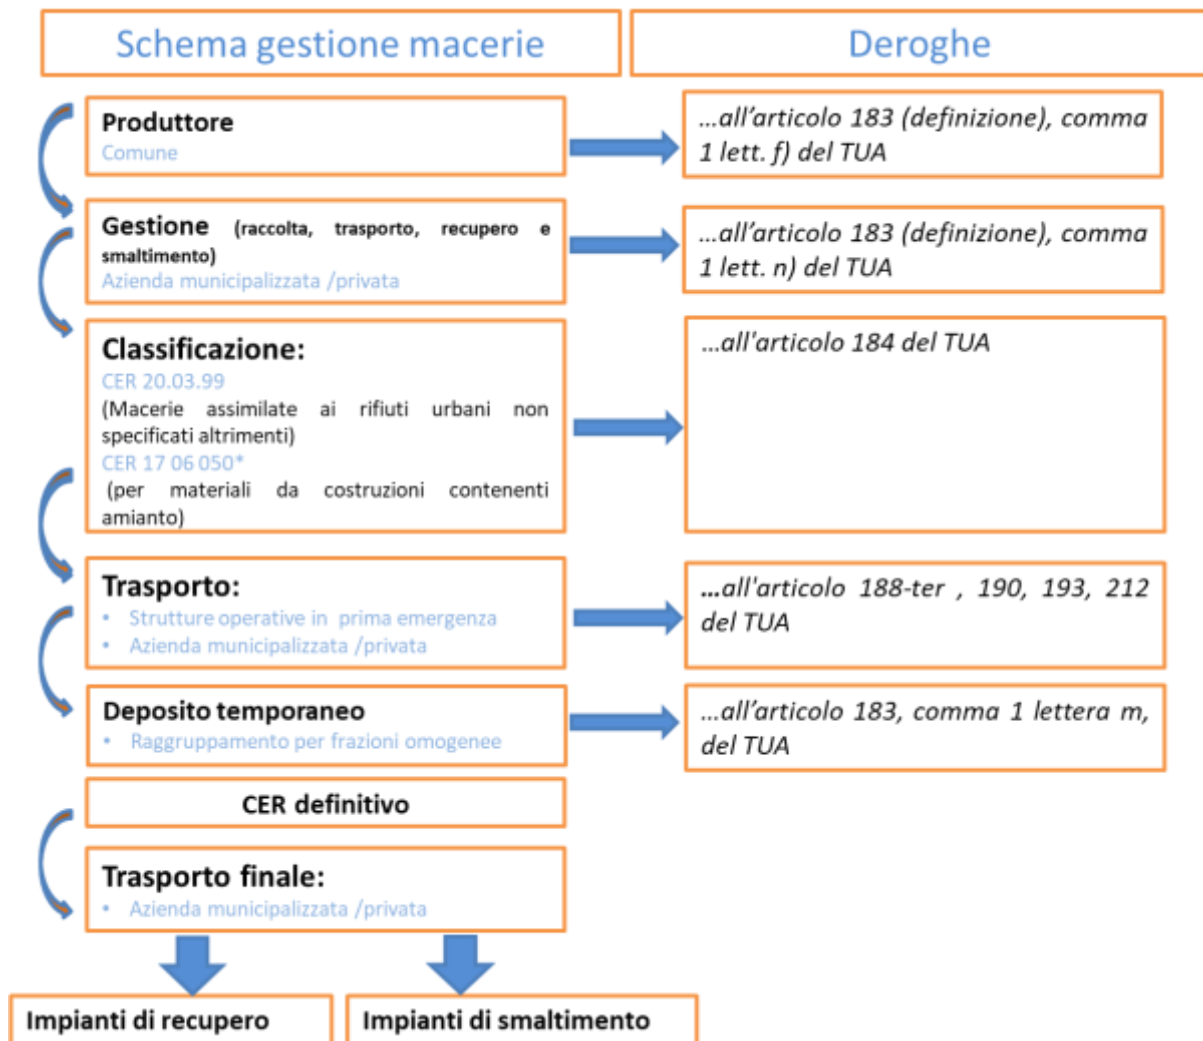 Schema gestione macerie
Deroghe
Produttore
Comune
...all'articolo 183 (definizione), comma
1 lett. f) del TUA
Gestione (raccolta, trasporto, recupero e
smaltimento)
Azienda municipalizzata /privata
...all'articolo 183 (definizione), comma
1 lett. n) del TUA
Classificazione:
CER 20.03.99
(Macerie assimilate ai rifiuti urbani non
specificati altrimenti)
CER 17 06 050*
(per materiali da costruzioni contenenti
amianto)
...all'articolo 184 del TUA
Trasporto:
• Strutture operative in prima emergenza
• Azienda municipalizzata /privata
...all'articolo 188-ter , 190, 193, 212
del TUA
Deposito temporaneo
• Raggruppamento per frazioni omogenee
...all'articolo 183, comma 1 lettera m,
del TUA
CER definitivo
Trasporto finale:
• Azienda municipalizzata /privata
Impianti di recupero
Impianti di smaltimento